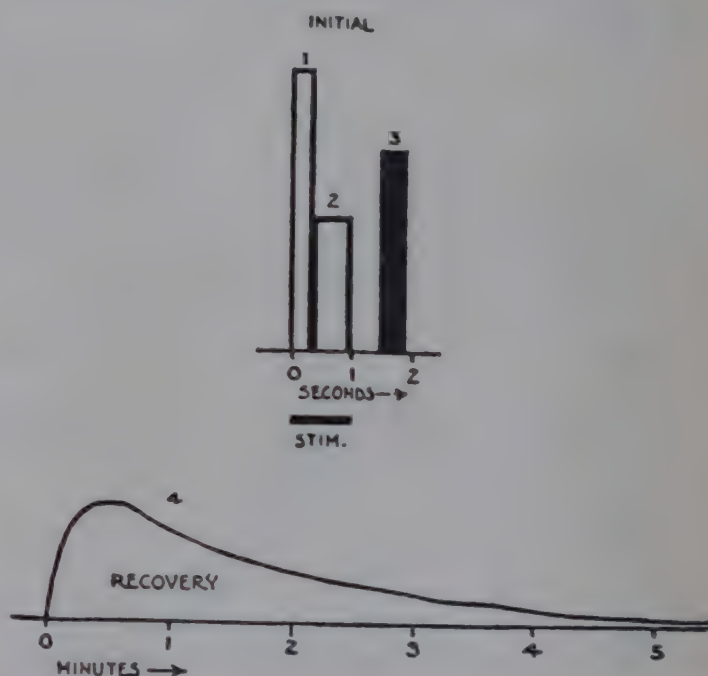 INITIAL
1
3
2
0 1 2
SECONDS→
STIM.
4
RECOVERY
0 1 2 3 4 5
MINUTES→